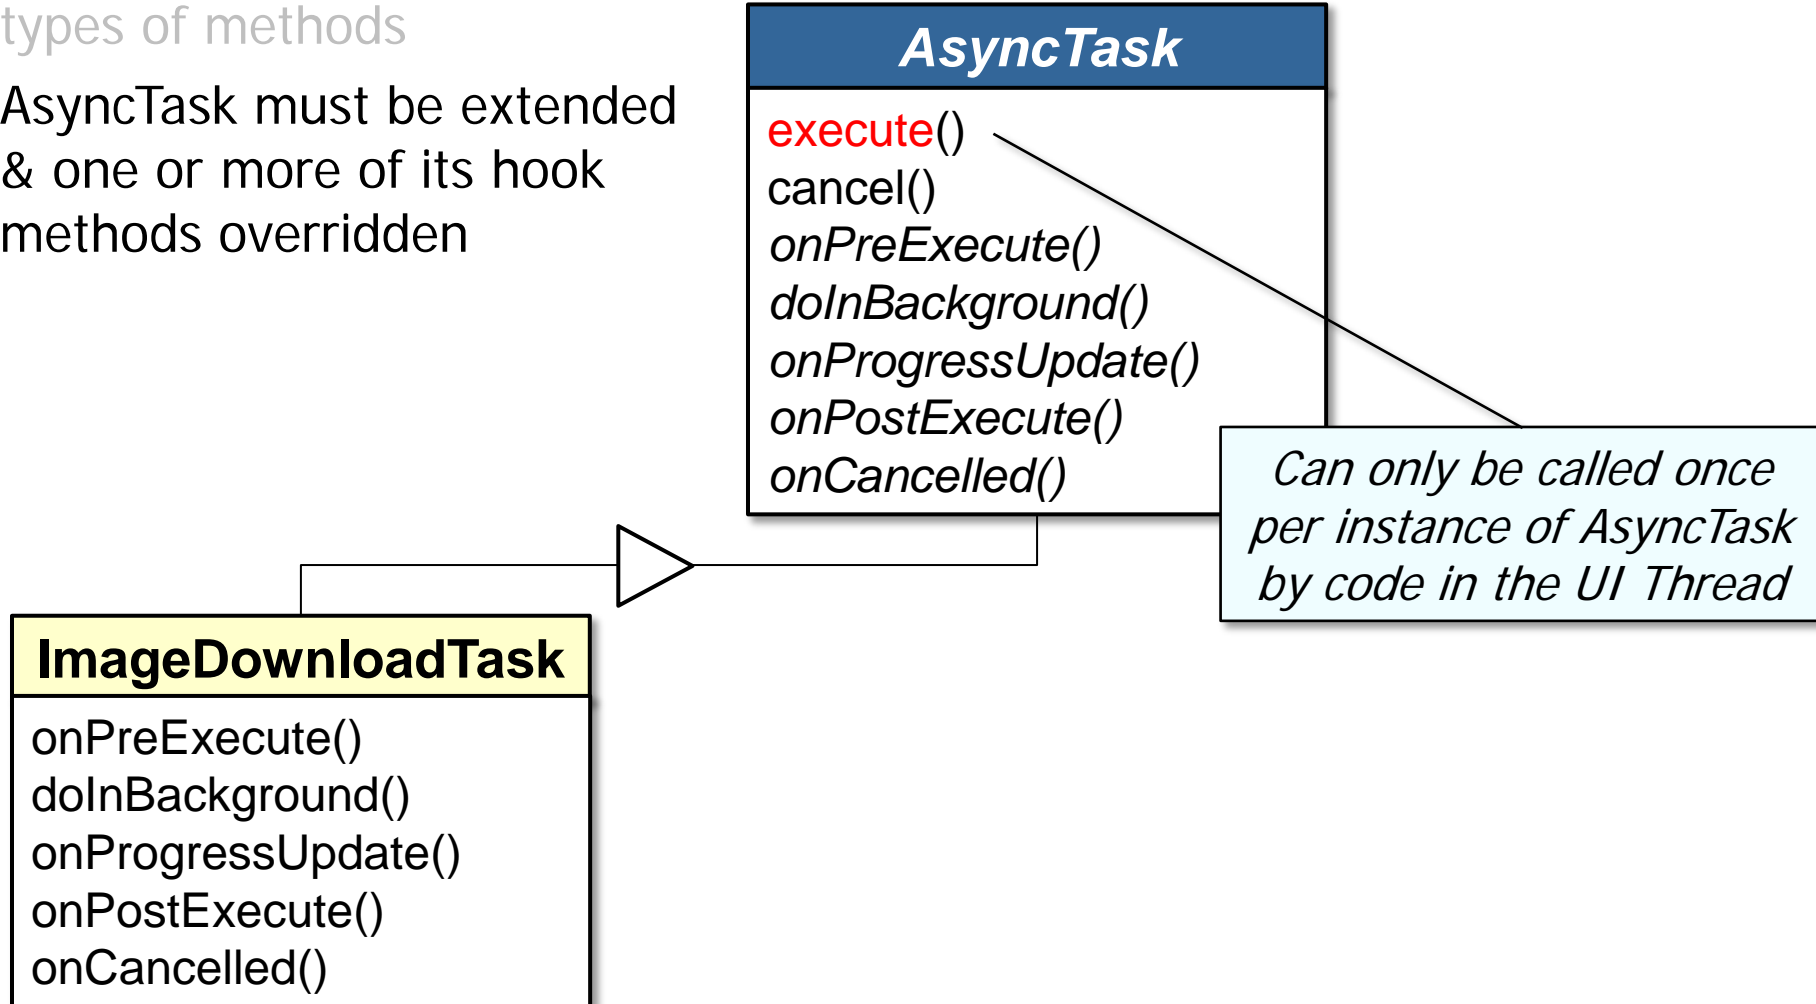 types of methods
AsyncTask must be extended
& one or more of its hook
methods overridden
AsyncTask
execute()
cancel()
onPreExecute()
doInBackground()
onProgressUpdate()
onPostExecute()
onCancelled()
Can only be called once
per instance of AsyncTask
by code in the UI Thread
ImageDownloadTask
onPreExecute()
doInBackground()
onProgressUpdate()
onPostExecute()
onCancelled()